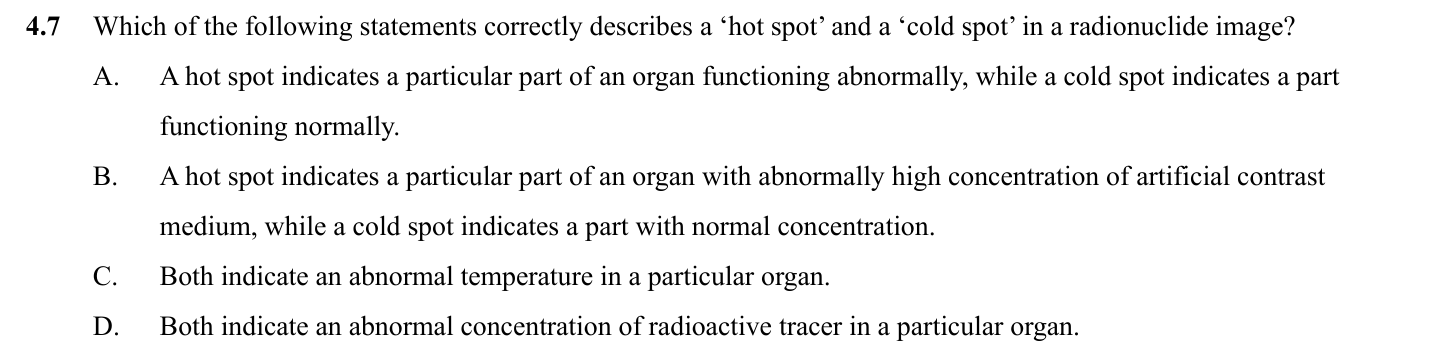 4.7 Which of the following statements correctly describes a ‘hot spot’ and a ‘cold spot’ in a radionuclide image?
A. A hot spot indicates a particular part of an organ functioning abnormally, while a cold spot indicates a part
functioning normally.
B. A hot spot indicates a particular part of an organ with abnormally high concentration of artificial contrast
medium, while a cold spot indicates a part with normal concentration.
C. Both indicate an abnormal temperature in a particular organ.
D. Both indicate an abnormal concentration of radioactive tracer in a particular organ.